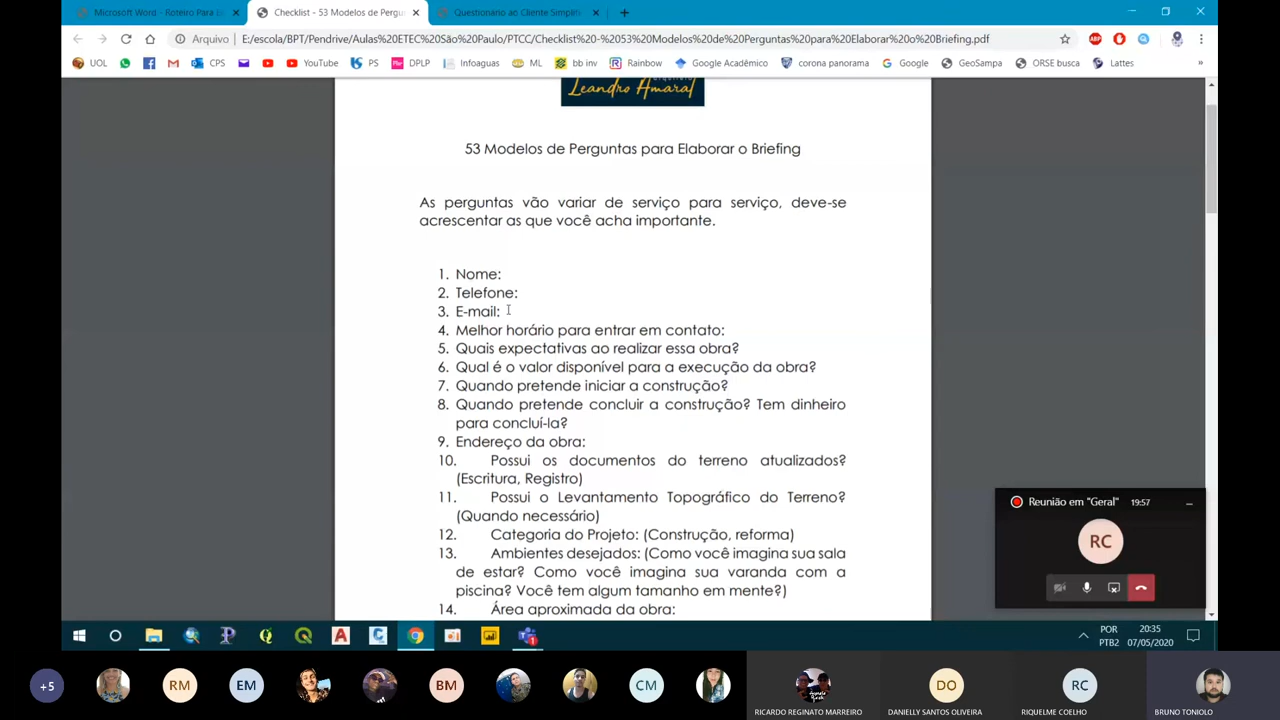 Microsoft Word - Roteiro Para
Checklist - 53 Modelos de Pergu
Questionário ao Cliente Simplifi
Arquivo E:/escola/BPT/Pendrive/Aulas%20ETEC%20São%20Paulo/PTCC/Checklist%20-%2053%20Modelos%20de%20Perguntas%20para%20Elaborar%20o%20Briefing.pdf
ABP
UOL CPS YouTube PS DPLP Infoaguas ML bb inv Rainbow Google Acadêmico corona panorama Google GeoSampa ORSE busca Lattes »
Leandro Amaral
53 Modelos de Perguntas para Elaborar o Briefing
As perguntas vão variar de serviço para serviço, deve-se
acrescentar as que você acha importante.
1. Nome:
2. Telefone:
3. E-mail:
4. Melhor horário para entrar em contato:
5. Quais expectativas ao realizar essa obra?
6. Qual é o valor disponível para a execução da obra?
7. Quando pretende iniciar a construção?
8. Quando pretende concluir a construção? Tem dinheiro
para concluí-la?
9. Endereço da obra:
10. Possui os documentos do terreno atualizados?
(Escritura, Registro)
11. Possui o Levantamento Topográfico do Terreno?
(Quando necessário)
12. Categoria do Projeto: (Construção, reforma)
13. Ambientes desejados: (Como você imagina sua sala
de estar? Como você imagina sua varanda com a
piscina? Você tem algum tamanho em mente?)
14. Área aproximada da obra:
Reunião em "Geral" 19:57
RC
POR
PTB2
20:35
07/05/2020
+5 RM EM BM CM DO RC
RICARDO REGINATO MARREIRO DANIELLY SANTOS OLIVEIRA RIQUELME COELHO BRUNO TONIOLO